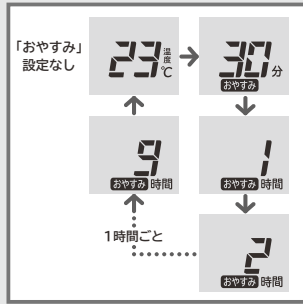 「おやすみ」
設定なし
23 温度 ℃
30 分
おやすみ
9
おやすみ 時間
1
おやすみ 時間
1時間ごと
2
おやすみ 時間